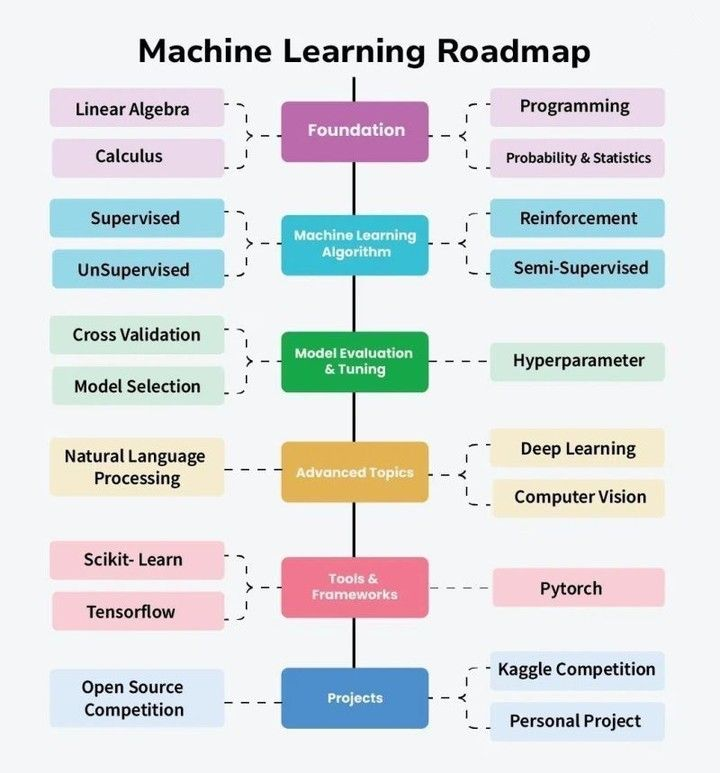 Machine Learning Roadmap
Linear Algebra
Calculus
Foundation
Programming
Probability & Statistics
Supervised
UnSupervised
Machine Learning
Algorithm
Reinforcement
Semi-Supervised
Cross Validation
Model Selection
Model Evaluation
& Tuning
Hyperparameter
Natural Language
Processing
Advanced Topics
Deep Learning
Computer Vision
Scikit- Learn
Tensorflow
Tools &
Frameworks
Pytorch
Open Source
Competition
Projects
Kaggle Competition
Personal Project